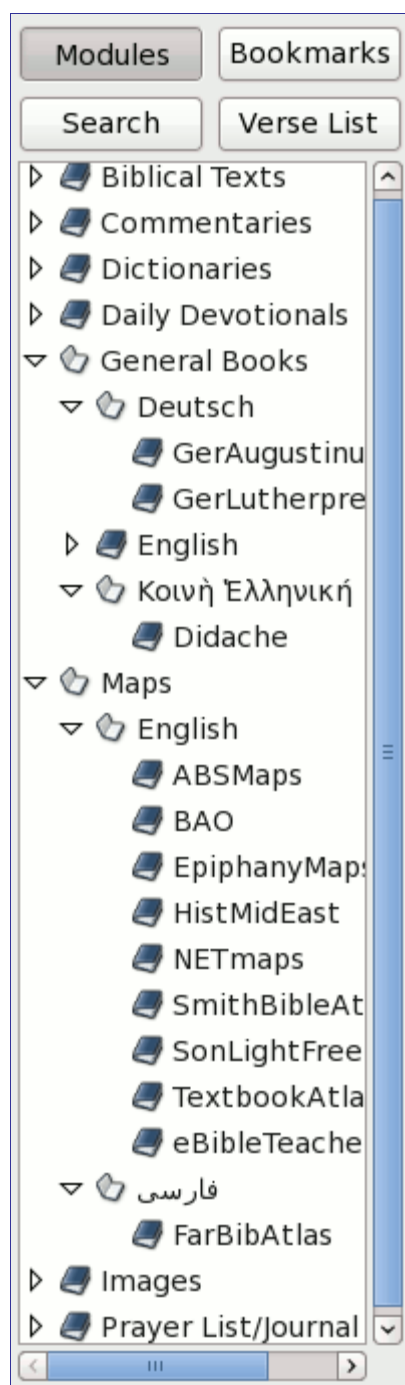 Modules Bookmarks
Search Verse List
Biblical Texts
Commentaries
Dictionaries
Daily Devotionals
General Books
Deutsch
GerAugustinu
GerLutherpre
English
Κοινὴ Ἑλληνική
Didache
Maps
English
ABSMaps
BAO
EpiphanyMaps
HistMidEast
NETmaps
SmithBibleAt
SonLightFree
TextbookAtla
eBibleTeache
فارسی
FarBibAtlas
Images
Prayer List/Journal